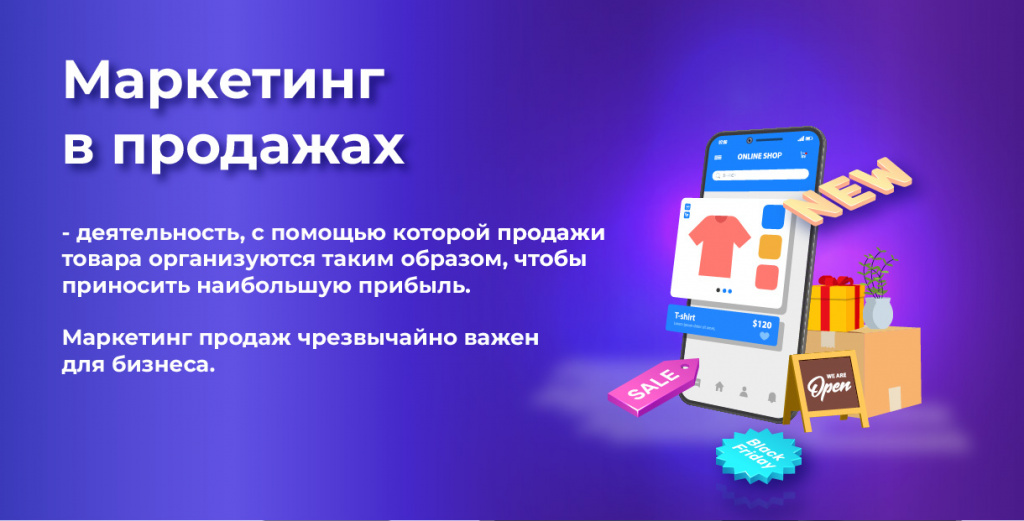 Маркетинг
в продажах
- деятельность, с помощью которой продажи
товара организуются таким образом, чтобы
приносить наибольшую прибыль.
Маркетинг продаж чрезвычайно важен
для бизнеса.
ONLINE SHOP
NEW
T-shirt
$120
SALE
WE ARE
Open
Black
Friday